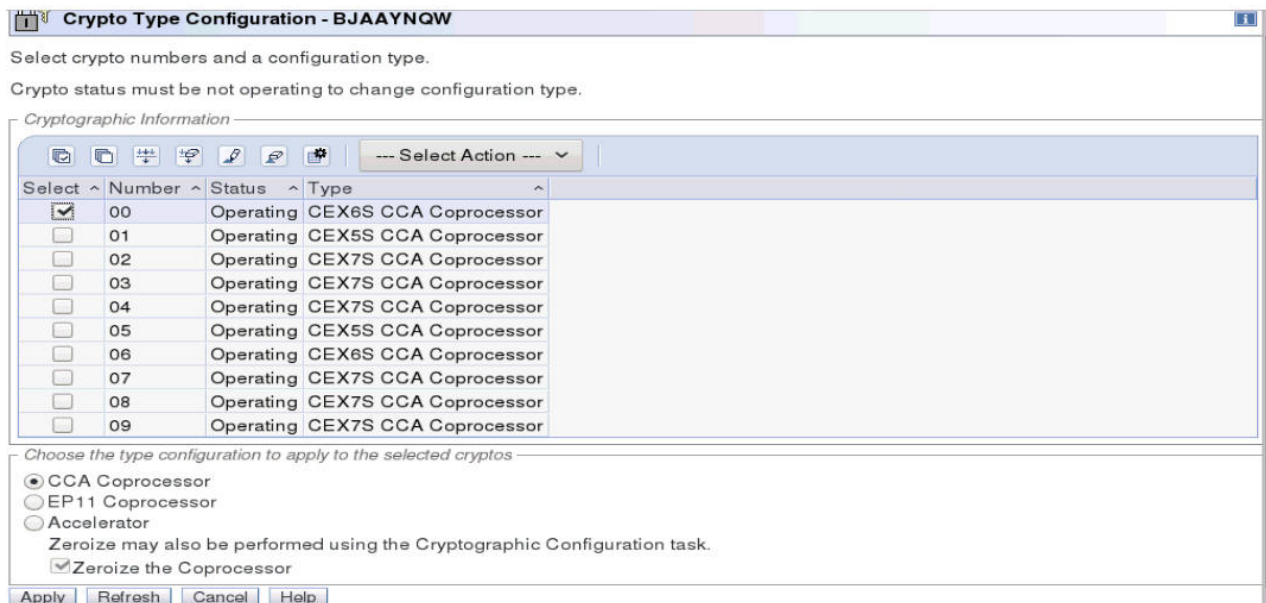 Crypto Type Configuration - BJAAYNQW
Select crypto numbers and a configuration type.
Crypto status must be not operating to change configuration type.
Cryptographic Information
--- Select Action ---
Select Number Status Type
00 Operating CEX6S CCA Coprocessor
01 Operating CEX5S CCA Coprocessor
02 Operating CEX7S CCA Coprocessor
03 Operating CEX7S CCA Coprocessor
04 Operating CEX7S CCA Coprocessor
05 Operating CEX5S CCA Coprocessor
06 Operating CEX6S CCA Coprocessor
07 Operating CEX7S CCA Coprocessor
08 Operating CEX7S CCA Coprocessor
09 Operating CEX7S CCA Coprocessor
Choose the type configuration to apply to the selected cryptos
CCA Coprocessor
EP11 Coprocessor
Accelerator
Zeroize may also be performed using the Cryptographic Configuration task.
Zeroize the Coprocessor
Apply Refresh Cancel Help